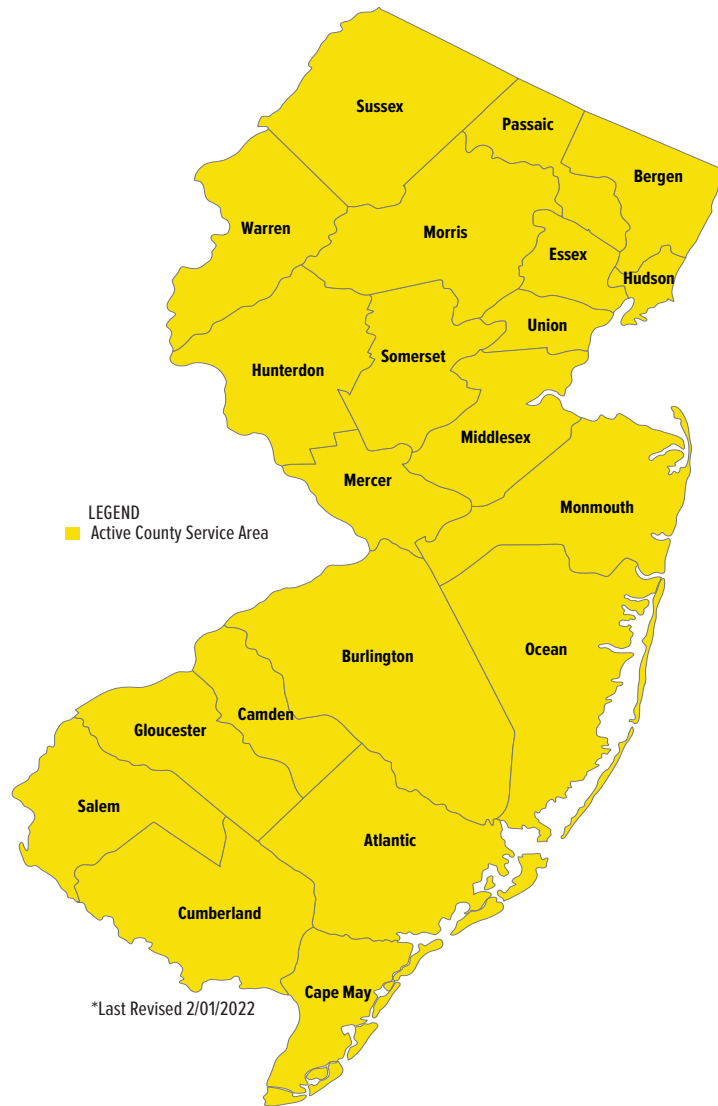 Sussex
Passaic
Bergen
Warren
Morris
Essex
Hudson
Union
Somerset
Hunterdon
Middlesex
Mercer
Monmouth
LEGEND
Active County Service Area
Ocean
Burlington
Camden
Gloucester
Salem
Atlantic
Cumberland
Cape May
*Last Revised 2/01/2022